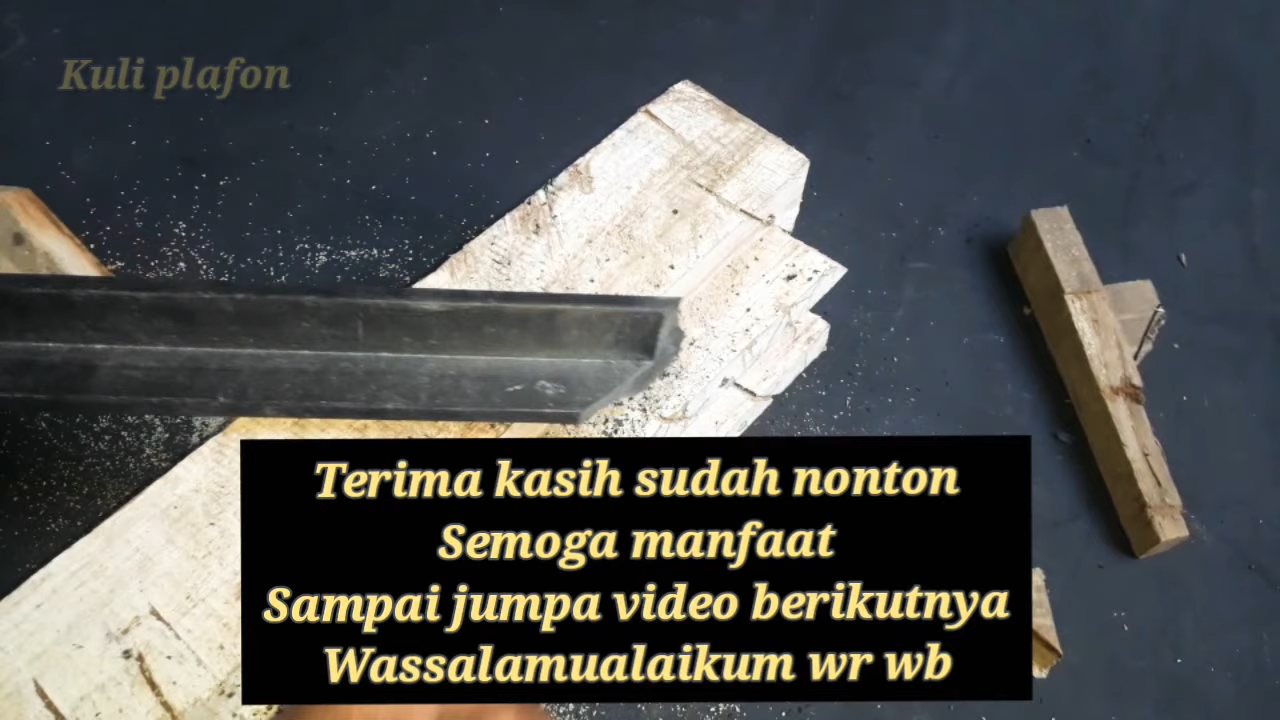 Kuli plafon
Terima kasih sudah nonton
Semoga manfaat
Sampai jumpa video berikutnya
Wassalamualaikum wr wb